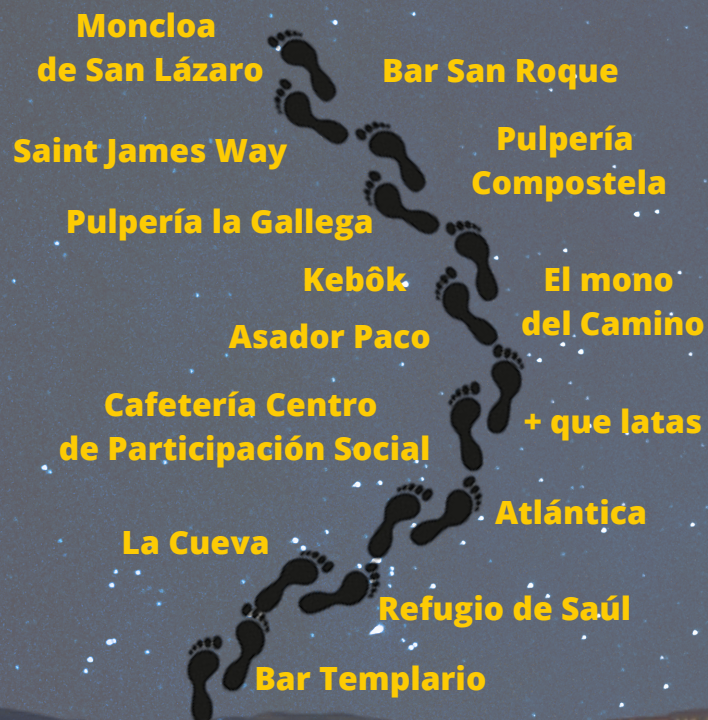 Moncloa
de San Lázaro
Bar San Roque
Saint James Way
Pulpería
Compostela
Pulpería la Gallega
Kebôk
El mono
del Camino
Asador Paco
Cafetería Centro
de Participación Social
+ que latas
Atlántica
La Cueva
Refugio de Saúl
Bar Templario